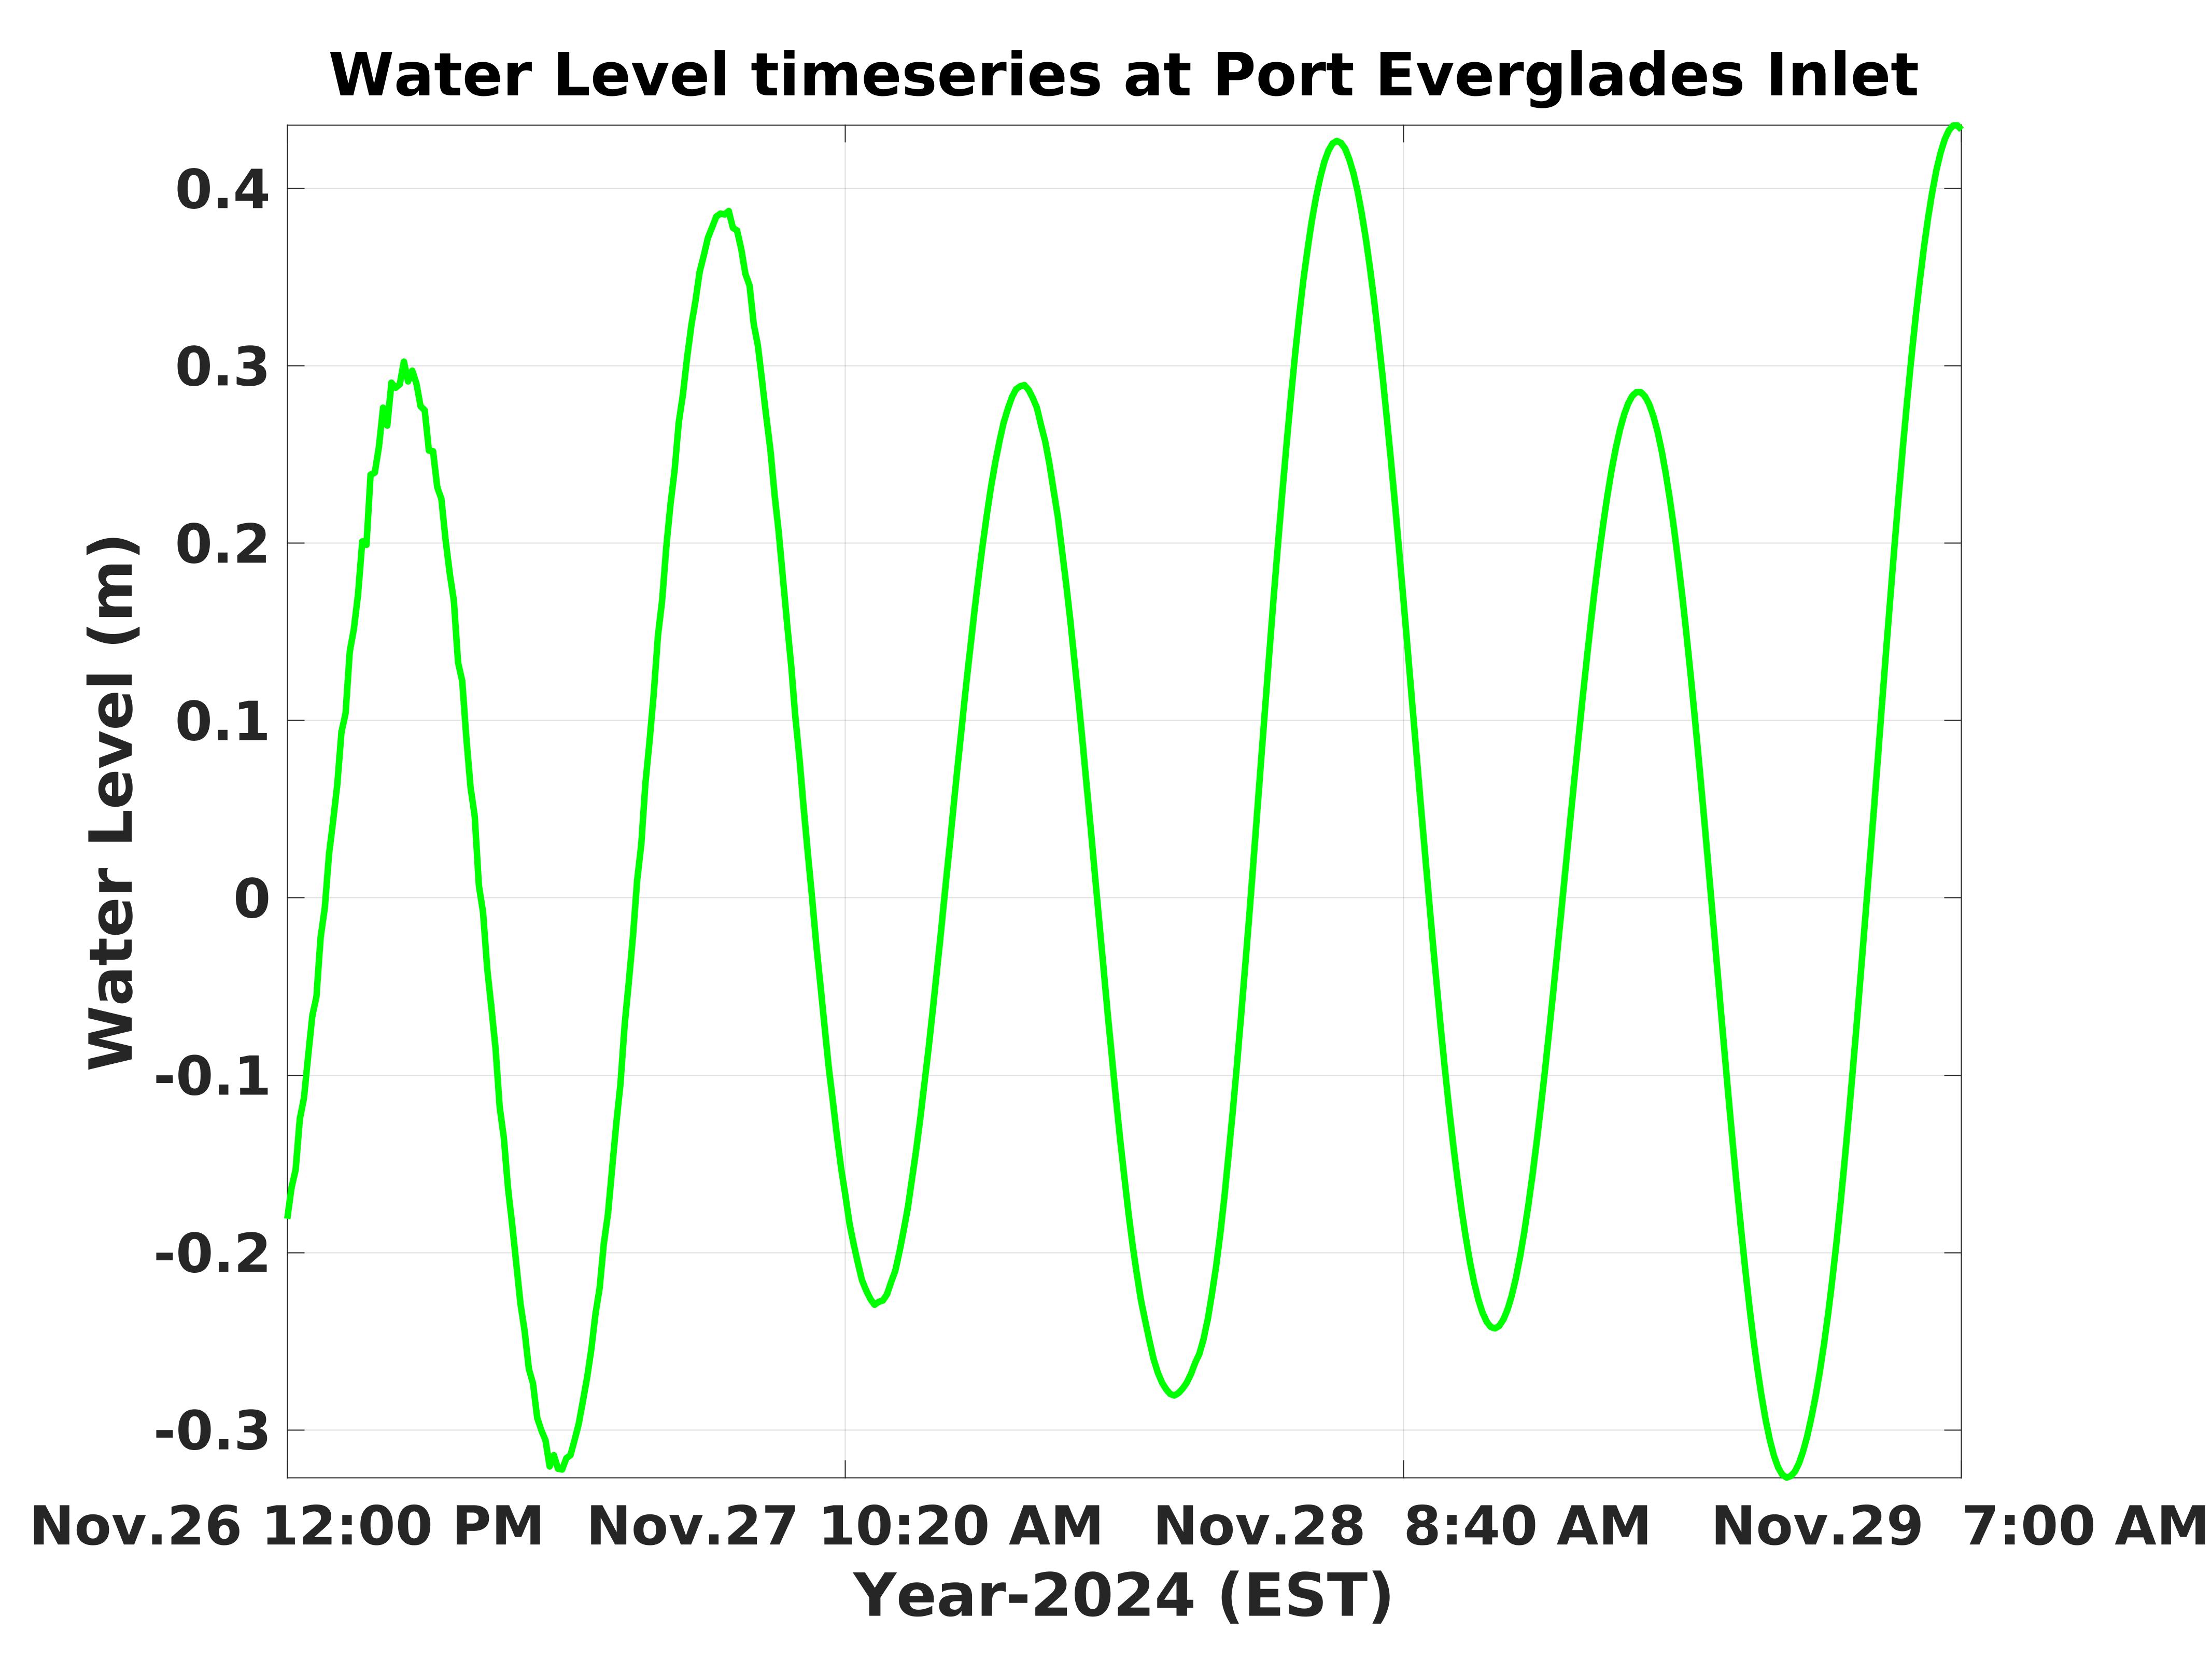 Water Level timeseries at Port Everglades Inlet
0.4
0.3
0.2
0.1
0
-0.1
-0.2
-0.3
Water Level (m)
Nov.26 12:00 PM Nov.27 10:20 AM Nov.28 8:40 AM Nov.29 7:00 AM
Year-2024 (EST)